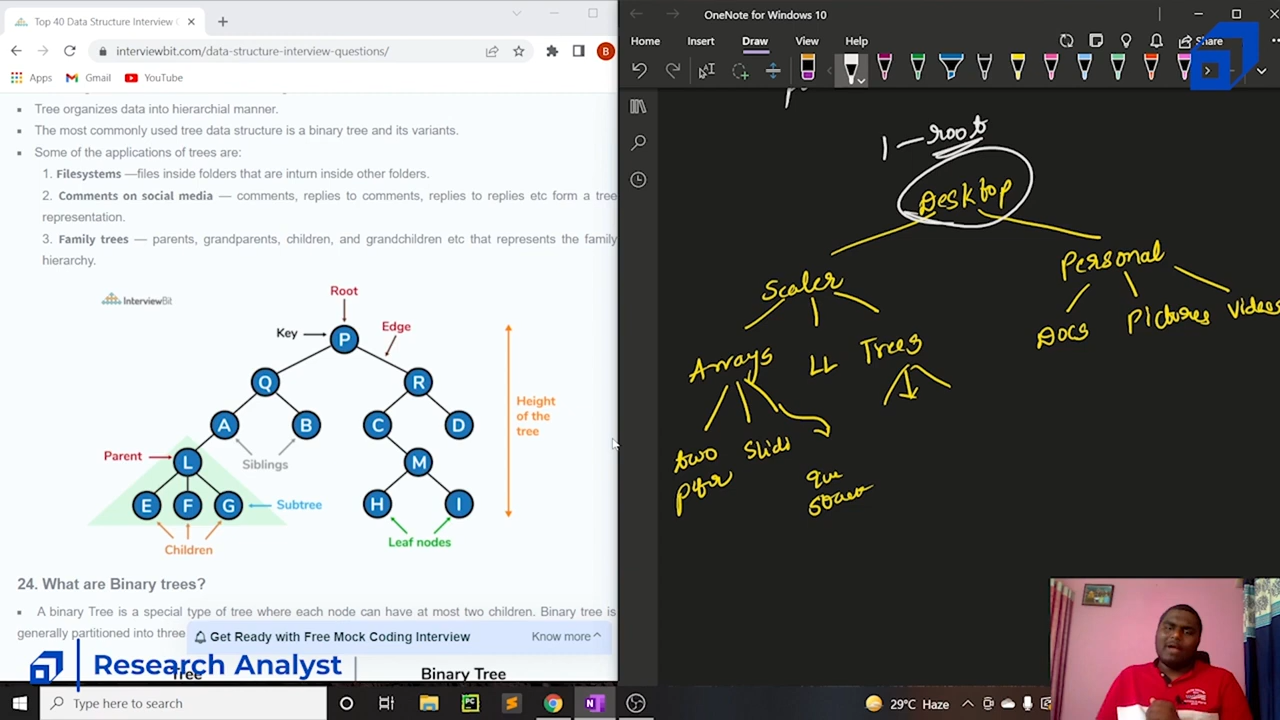 Top 40 Data Structure Interview
interviewbit.com/data-structure-interview-questions/
B
Apps
Gmail
YouTube
Tree organizes data into hierarchial manner.
The most commonly used tree data structure is a binary tree and its variants.
Some of the applications of trees are:
1. Filesystems —files inside folders that are inturn inside other folders.
2. Comments on social media — comments, replies to comments, replies to replies etc form a tree
representation.
3. Family trees — parents, grandparents, children, and grandchildren etc that represents the family
hierarchy.
InterviewBit
Root
Key
Edge
P
Q
R
Height of the tree
A
B
C
D
Siblings
Parent
L
M
E
F
G
Subtree
H
I
Children
Leaf nodes
24. What are Binary trees?
A binary Tree is a special type of tree where each node can have at most two children. Binary tree is
generally partitioned into three
Get Ready with Free Mock Coding Interview
Know more
Tree
Binary Tree
Research Analyst
Type here to search
OneNote for Windows 10
Home
Insert
Draw
View
Help
Share
1 - root
Desktop
Scaler
Personal
Arrays
LL
Trees
Docs
Pictures
Videos
two
Slids
29°C Haze